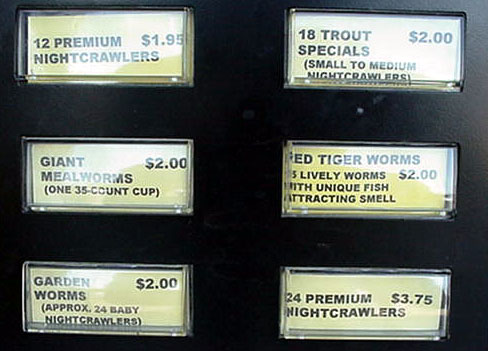 12 PREMIUM $1.95
NIGHTCRAWLERS
18 TROUT $2.00
SPECIALS
(SMALL TO MEDIUM
NIGHTCRAWLERS)
GIANT $2.00
MEALWORMS
(ONE 35-COUNT CUP)
RED TIGER WORMS
LIVELY WORMS $2.00
WITH UNIQUE FISH
ATTRACTING SMELL
GARDEN $2.00
WORMS
(APPROX. 24 BABY
NIGHTCRAWLERS)
24 PREMIUM $3.75
NIGHTCRAWLERS